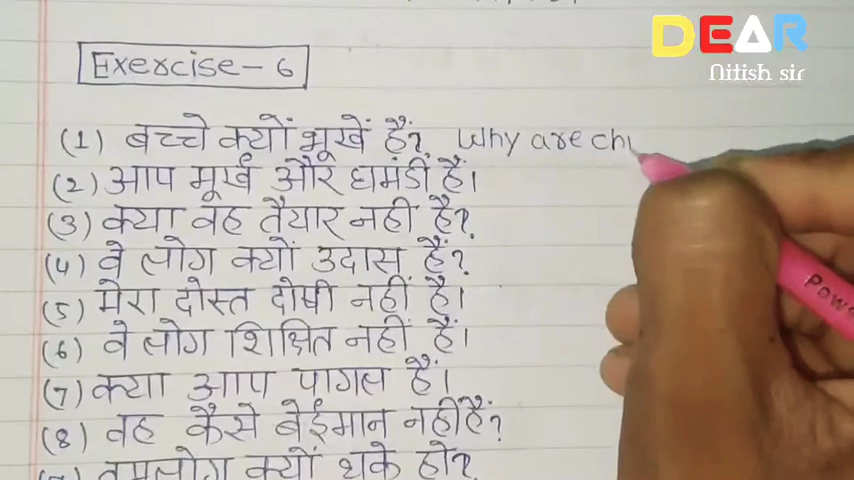 DEAR
Nitish sir
Exercise - 6
(1) बच्चे क्यों भूखें हैं? Why are chi
(2) आप मूर्ख और घमंडी हैं।
(3) क्या वह तैयार नहीं है?
(4) वे लोग क्यों उदास हैं?
(5) मेरा दोस्त दोषी नहीं है।
(6) वे लोग शिक्षित नहीं हैं।
(7) क्या आप पागल हैं।
(8) वह कैसे बेईमान नहीं हैं?
तुमलोग क्यों थके हो?